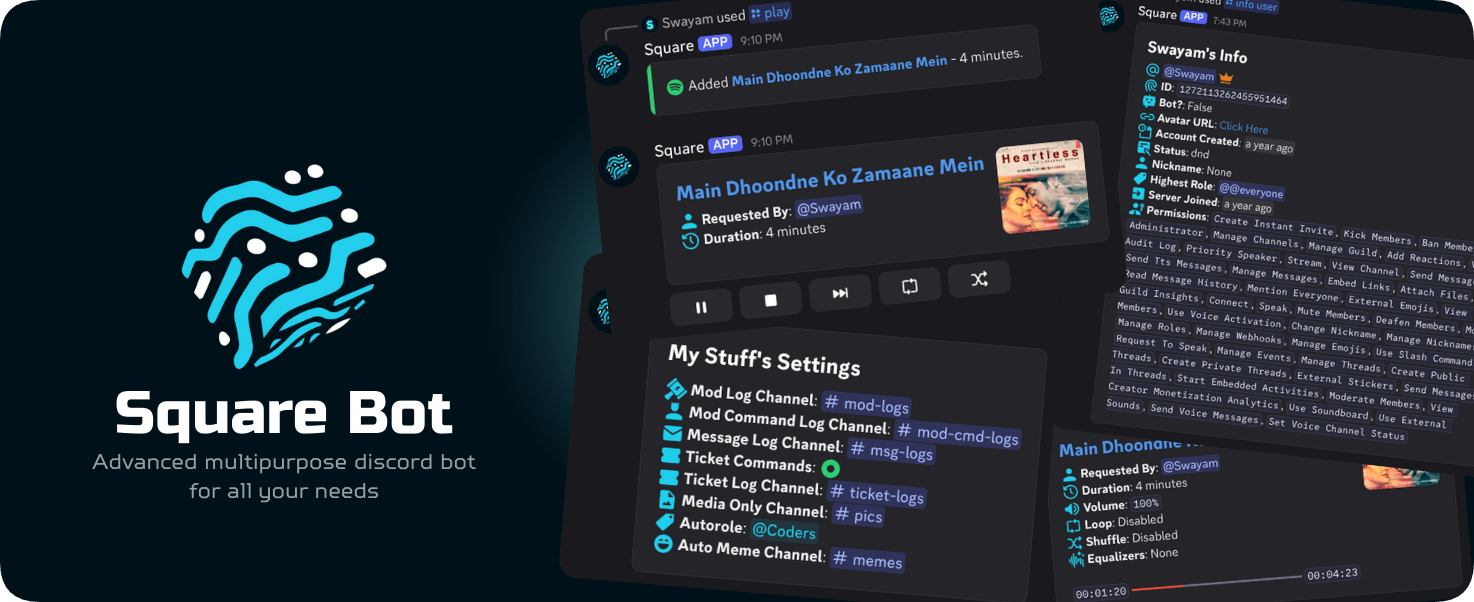 Square Bot
Advanced multipurpose discord bot
for all your needs
S Swayam used play
Square APP 9:10 PM
Added Main Dhoondne Ko Zamaane Mein - 4 minutes.
Square APP 9:10 PM
Main Dhoondne Ko Zamaane Mein
Requested By: @Swayam
Duration: 4 minutes
Heartless
My Stuff's Settings
Mod Log Channel: # mod-logs
Mod Command Log Channel: # mod-cmd-logs
Message Log Channel: # msg-logs
Ticket Commands:
Ticket Log Channel: # ticket-logs
Media Only Channel: # pics
Autorole: @Coders
Auto Meme Channel: # memes
used info user
Square APP 7:43 PM
Swayam's Info
@Swayam
ID: 1272113262455951464
Bot?: False
Avatar URL: Click Here
Account Created: a year ago
Status: dnd
Nickname: None
Highest Role: @@everyone
Server Joined: a year ago
Permissions: Create Instant Invite, Kick Members, Ban Membe
Administrator, Manage Channels, Manage Guild, Add Reactions,
Audit Log, Priority Speaker, Stream, View Channel, Send Messag
Send Tts Messages, Manage Messages, Embed Links, Attach Files,
Read Message History, Mention Everyone, External Emojis, View
Guild Insights, Connect, Speak, Mute Members, Deafen Members,
Members, Use Voice Activation, Change Nickname, Manage Nickname
Manage Roles, Manage Webhooks, Manage Emojis, Use Slash Command
Request To Speak, Manage Events, Manage Threads, Create Public
Threads, Create Private Threads, External Stickers, Send Message
In Threads, Start Embedded Activities, Moderate Members, View
Creator Monetization Analytics, Use Soundboard, Use External
Sounds, Send Voice Messages, Set Voice Channel Status
Main Dhoondne
Requested By: @Swayam
Duration: 4 minutes
Volume: 100%
Loop: Disabled
Shuffle: Disabled
Equalizers: None
00:01:20 00:04:23